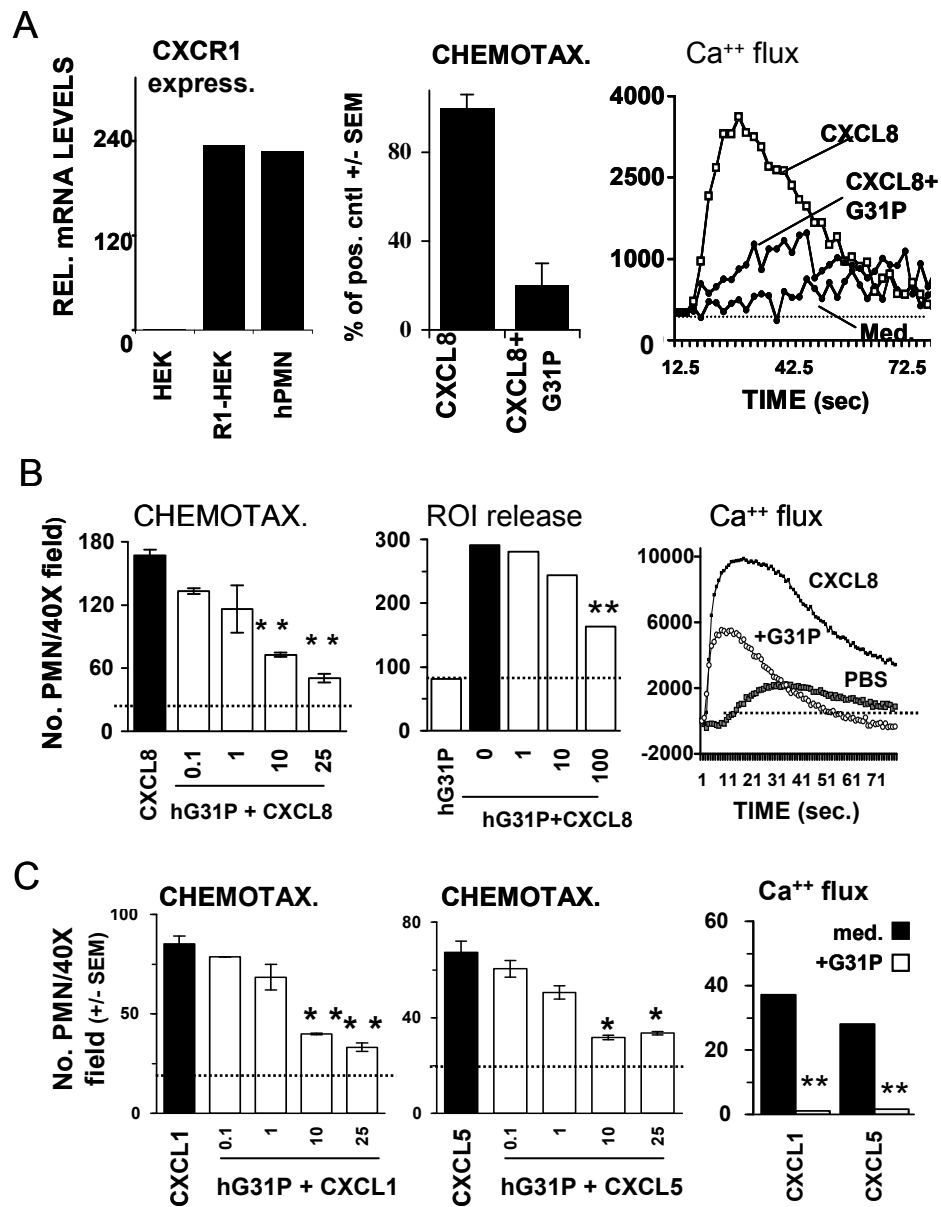 A
CXCR1
express.
REL. mRNA LEVELS
240
120
0
HEK
R1-HEK
hPMN
CHEMOTAX.
% of pos. cntl +/- SEM
80
40
0
CXCL8
CXCL8+
G31P
Ca++ flux
4000
2500
1000
0
CXCL8
CXCL8+
G31P
Med.
12.5 42.5 72.5
TIME (sec)
B
CHEMOTAX.
No. PMN/40X field)
180
120
60
0
* *
* *
CXCL8
0.1
1
10
25
hG31P + CXCL8
ROI release
300
200
100
0
**
hG31P
0
1
10
100
hG31P+CXCL8
Ca++ flux
10000
6000
2000
-2000
CXCL8
+G31P
PBS
1 11 21 31 41 51 61 71
TIME (sec.)
C
CHEMOTAX.
No. PMN/40X
field (+/- SEM)
100
50
0
* *
* *
CXCL1
0.1
1
10
25
hG31P + CXCL1
CHEMOTAX.
80
40
0
*
*
CXCL5
0.1
1
10
25
hG31P + CXCL5
Ca++ flux
60
40
20
0
med.
+G31P
**
**
CXCL1
CXCL5